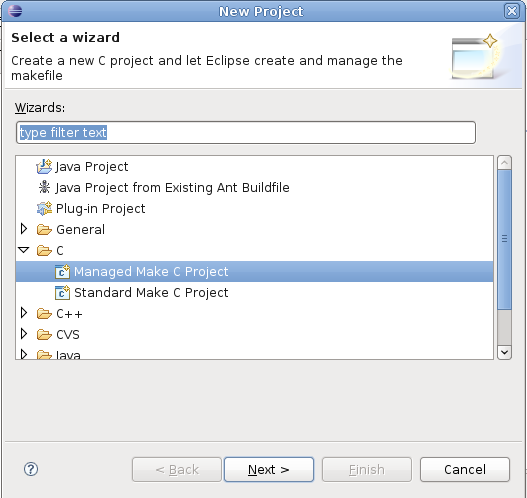 New Project
Select a wizard
Create a new C project and let Eclipse create and manage the
makefile
Wizards:
type filter text
Java Project
Java Project from Existing Ant Buildfile
Plug-in Project
General
C
Managed Make C Project
Standard Make C Project
C++
CVS
Java
< Back
Next >
Finish
Cancel